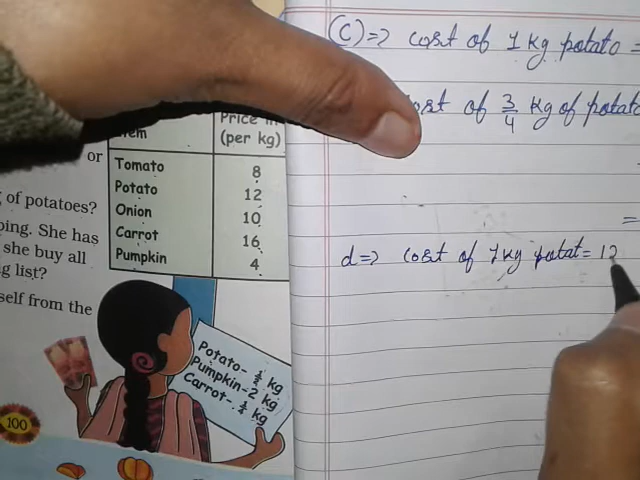 Item
Price in
(per kg)
or
Tomato 8
Potato 12
Onion 10
Carrot 16
Pumpkin 4
of potatoes?
ping. She has
she buy all
g list?
self from the
Potato- ½ kg
Pumpkin-2 kg
Carrot-
kg
100
(C)⇒ cost of 1 kg potato =
cost of 3/4 kg of potato
=
d⇒ cost of 1 kg potat= 12